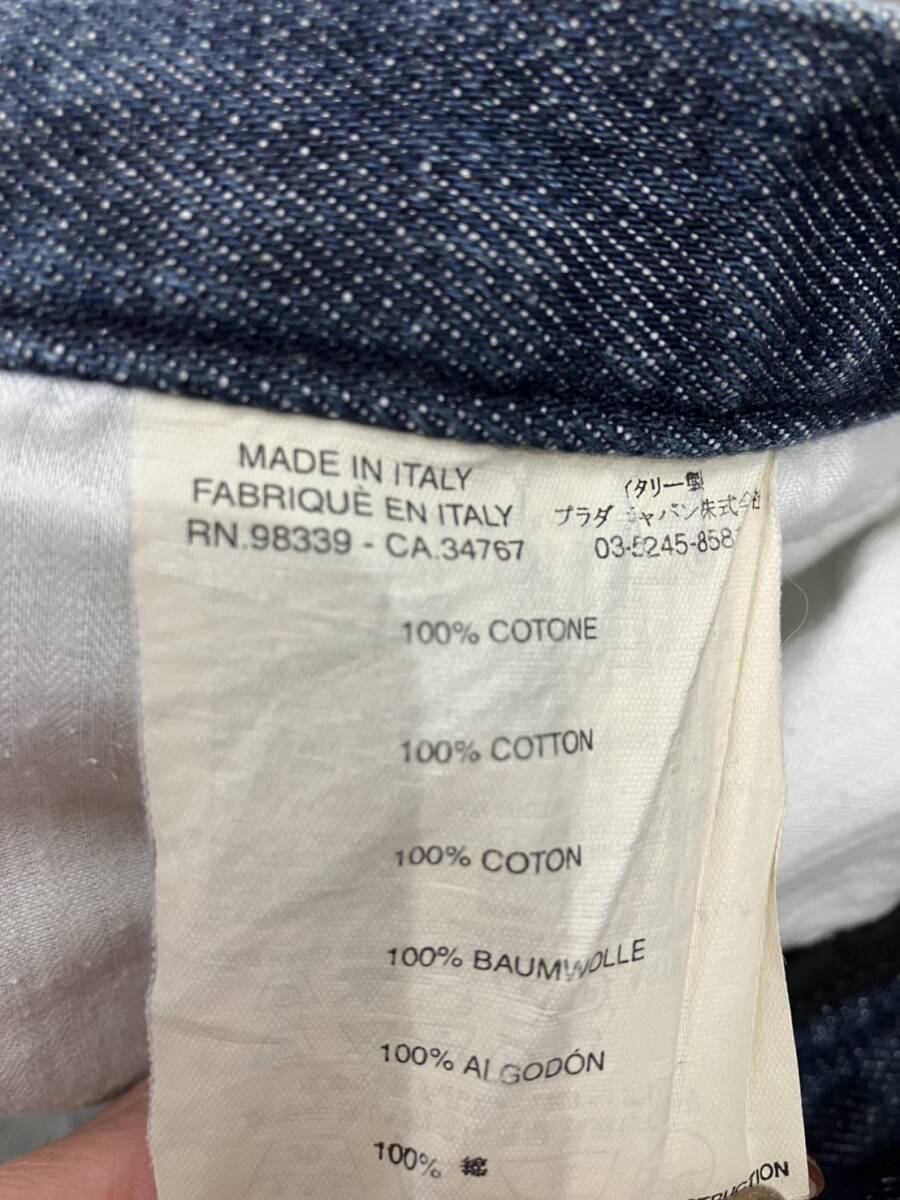 MADE IN ITALY
FABRIQUÈ EN ITALY
RN.98339 - CA.34767
イタリー製
プラダ ジャパン株式会社
03-5245-858
100% COTONE
100% COTTON
100% COTON
100% BAUMWOLLE
100% ALGODÓN
100% 綿